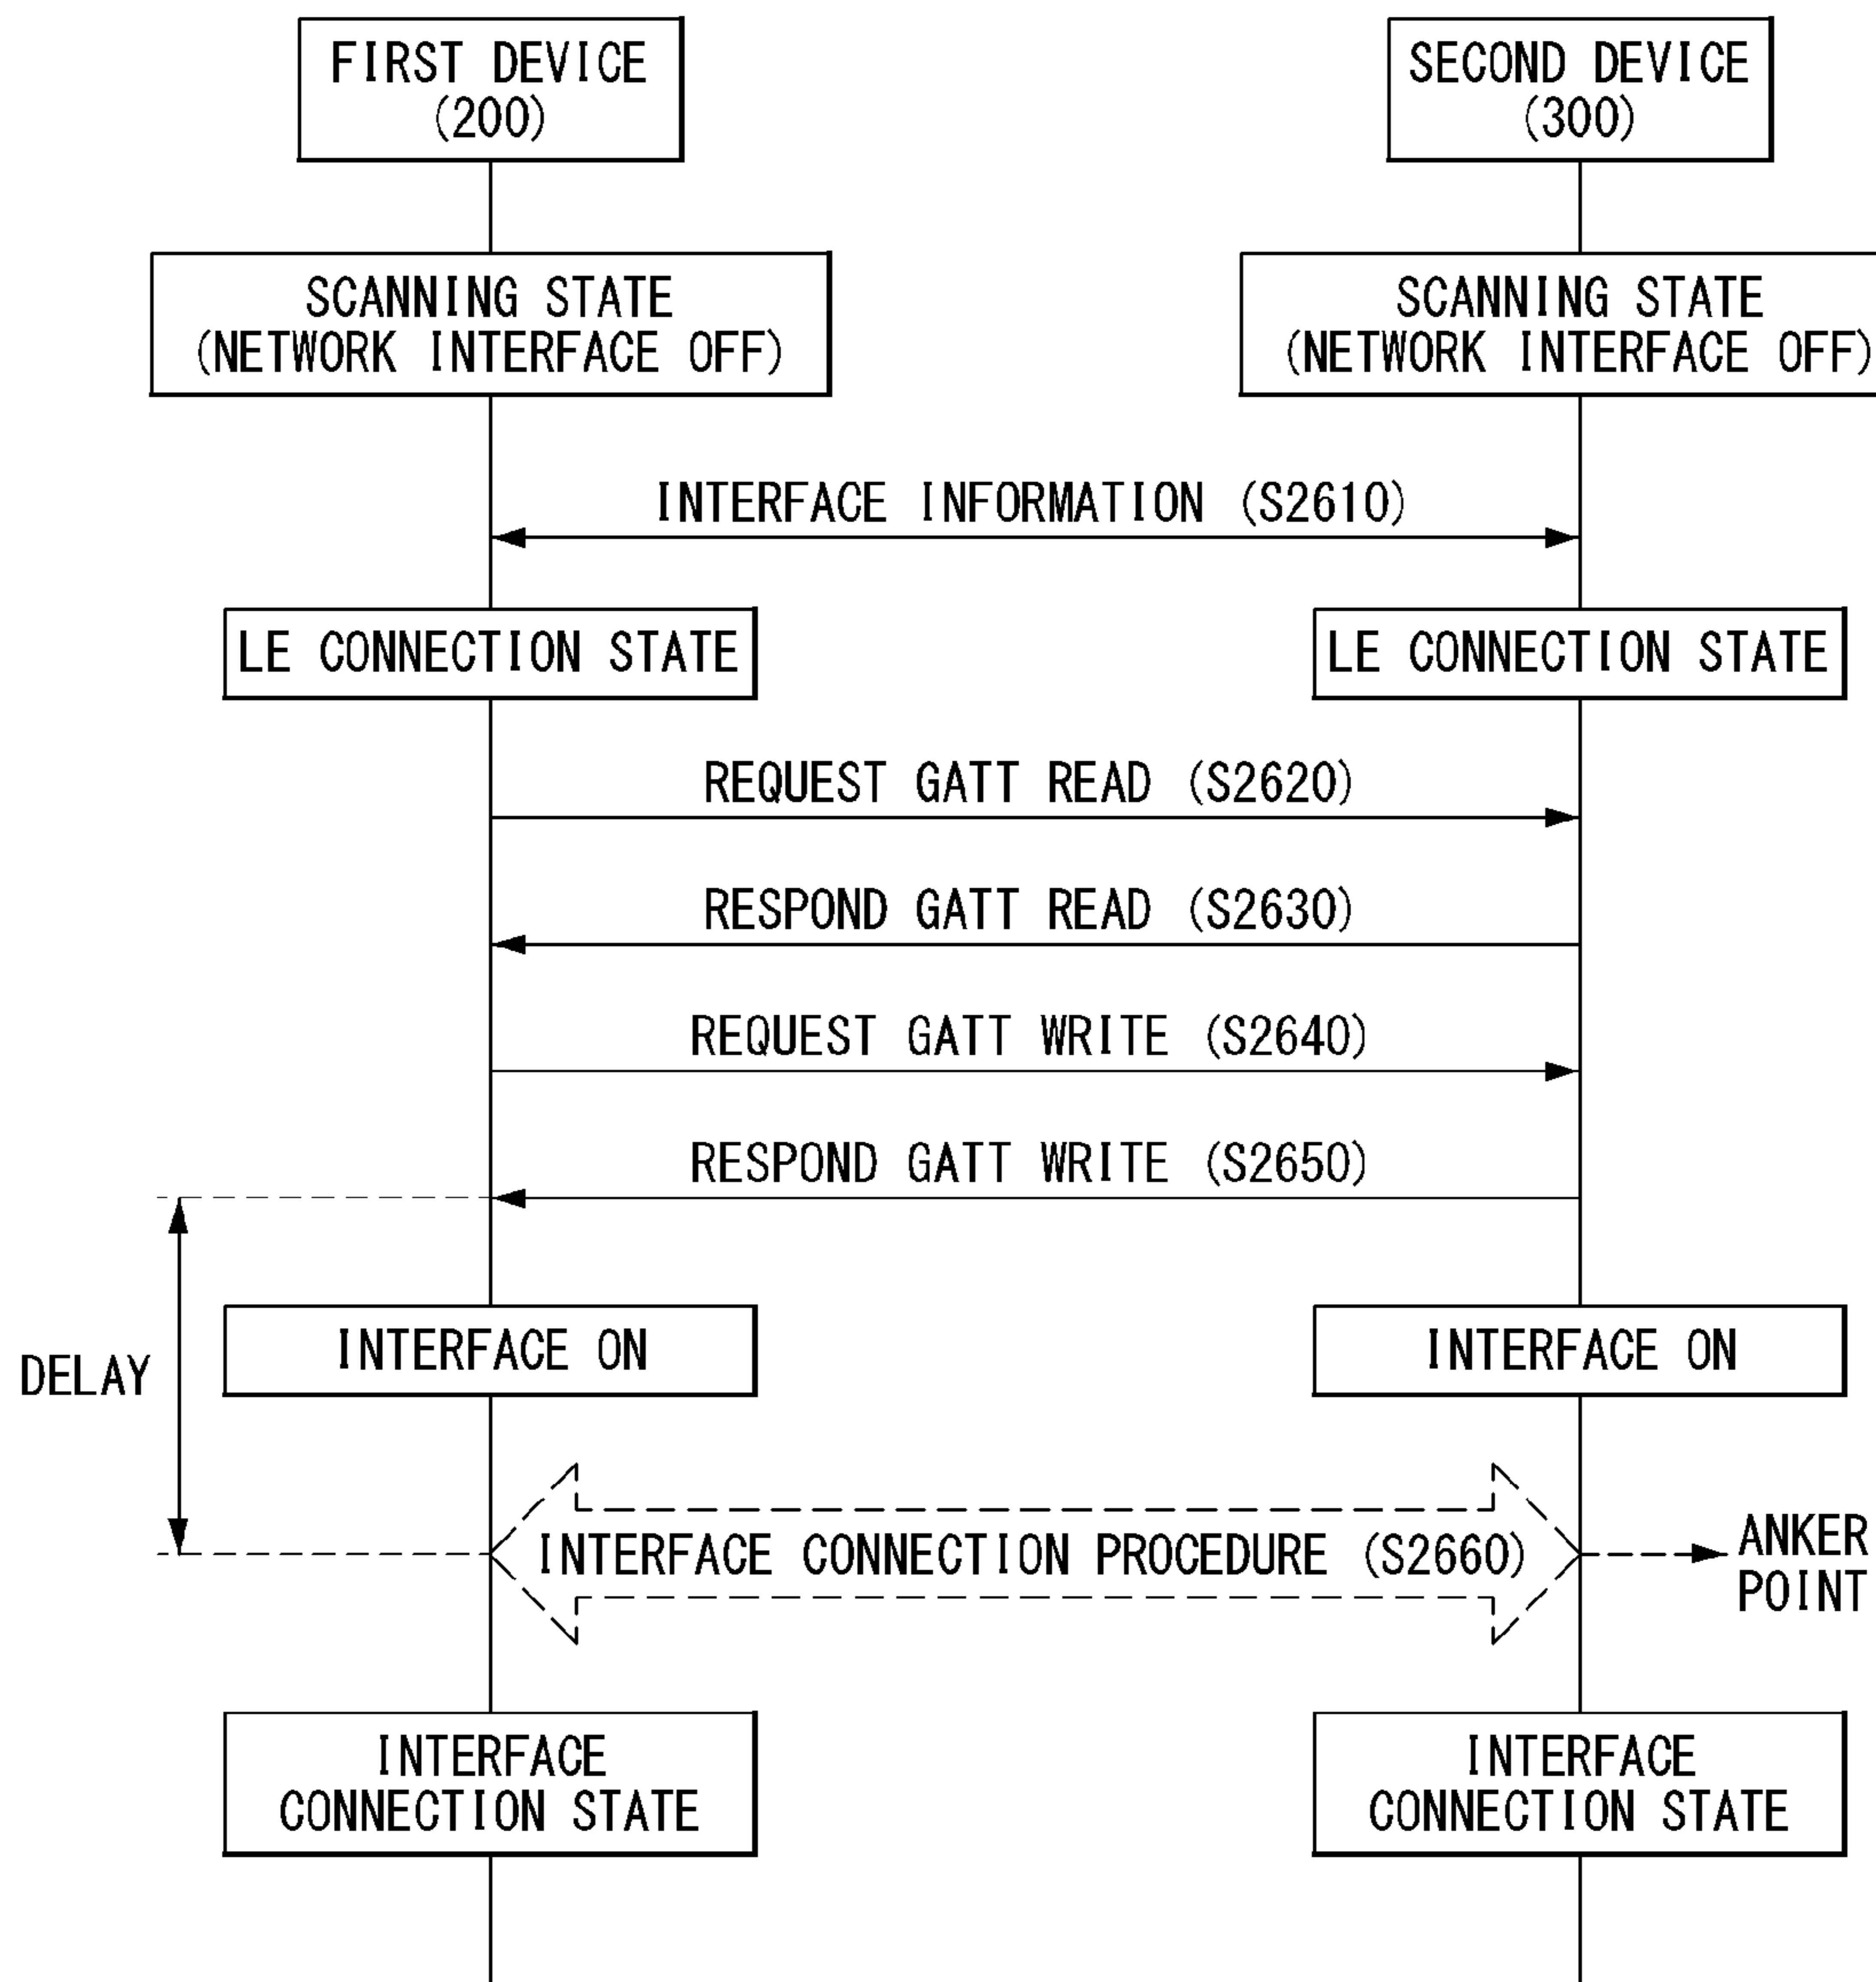 FIRST DEVICE
(200)
SECOND DEVICE
(300)
SCANNING STATE
(NETWORK INTERFACE OFF)
SCANNING STATE
(NETWORK INTERFACE OFF)
INTERFACE INFORMATION (S2610)
LE CONNECTION STATE
LE CONNECTION STATE
REQUEST GATT READ (S2620)
RESPOND GATT READ (S2630)
REQUEST GATT WRITE (S2640)
RESPOND GATT WRITE (S2650)
DELAY
INTERFACE ON
INTERFACE ON
INTERFACE CONNECTION PROCEDURE (S2660)
ANKER
POINT
INTERFACE
CONNECTION STATE
INTERFACE
CONNECTION STATE